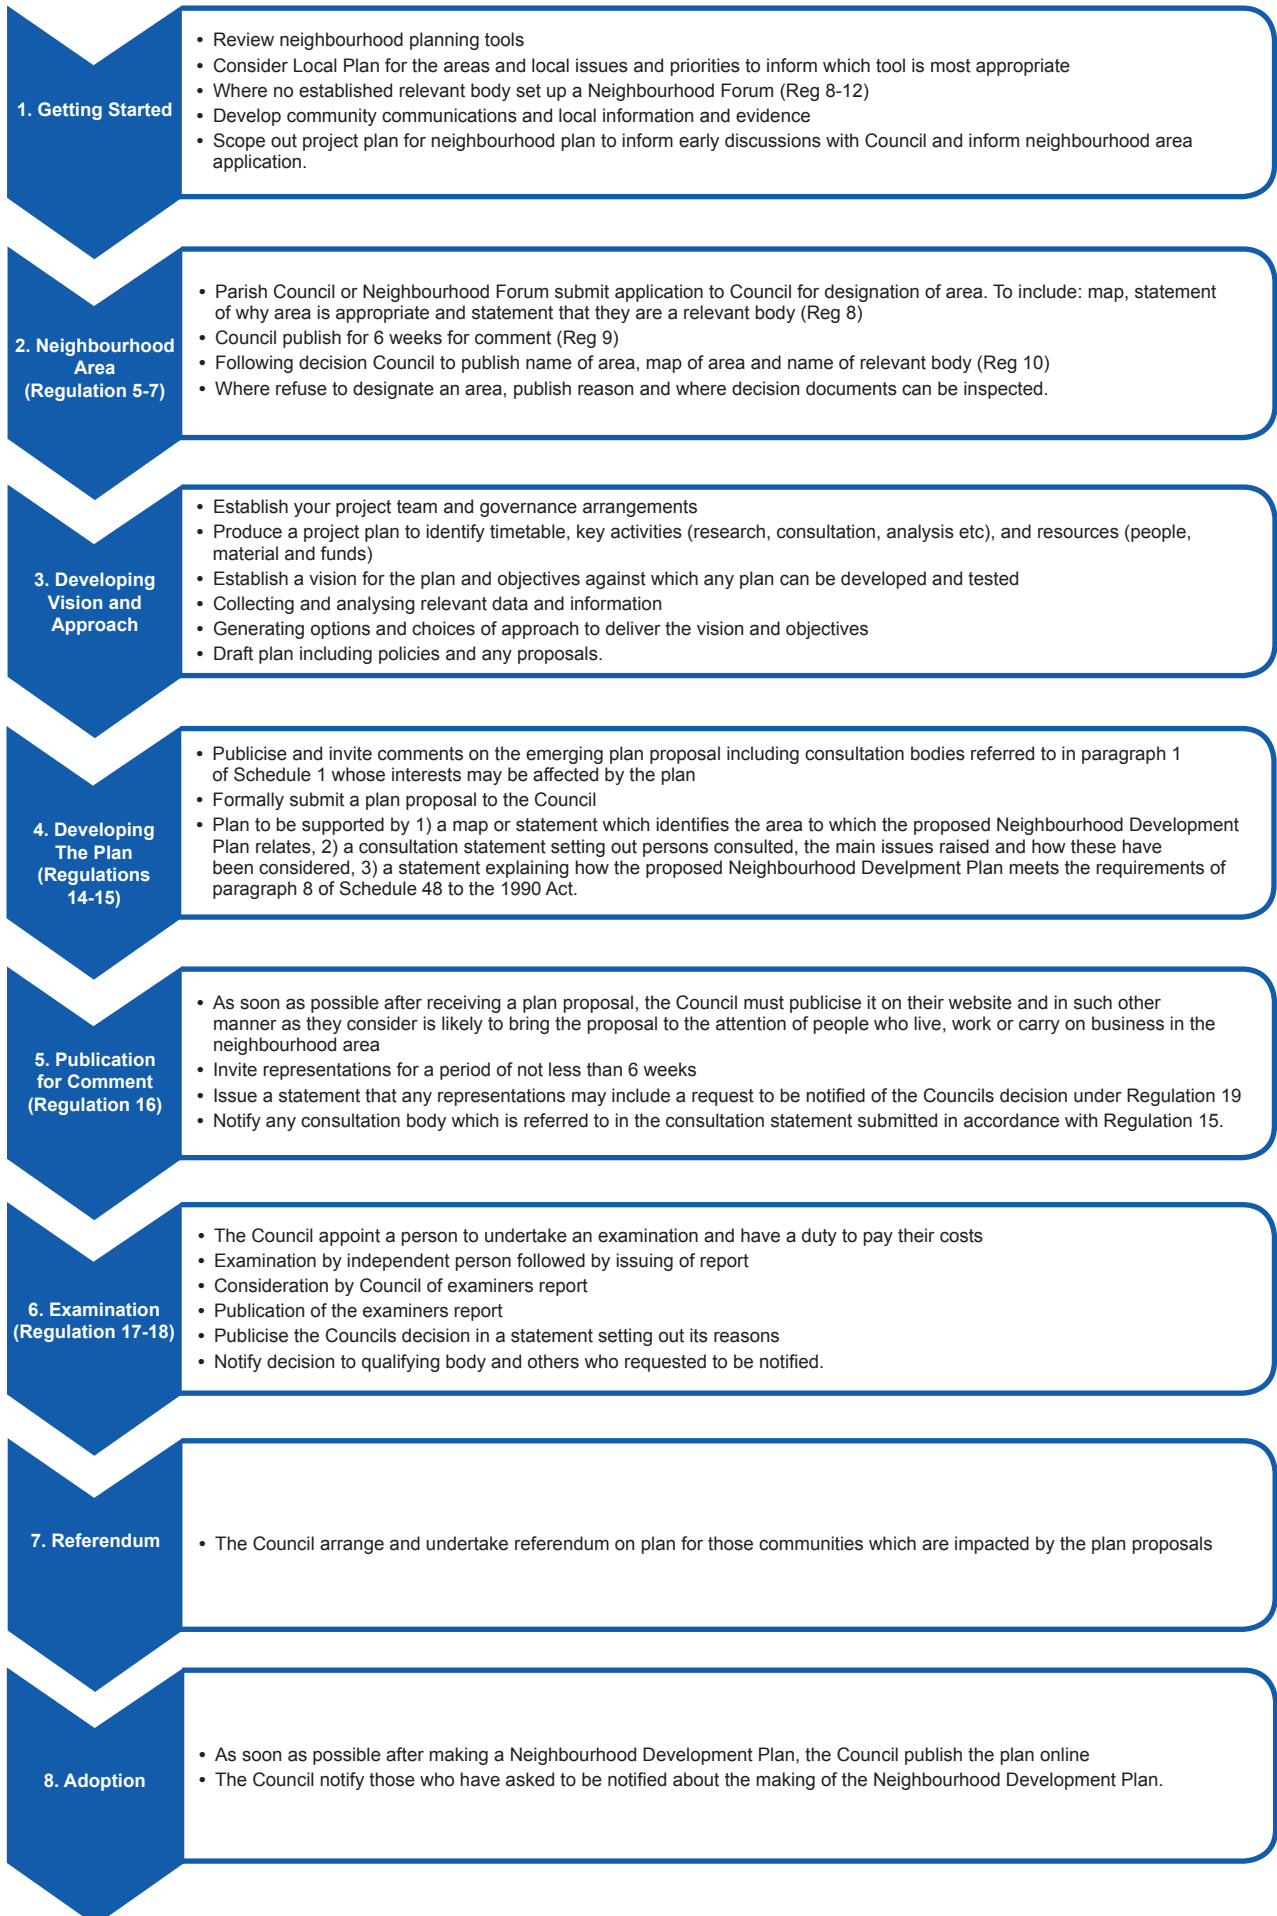 1. Getting Started
• Review neighbourhood planning tools
• Consider Local Plan for the areas and local issues and priorities to inform which tool is most appropriate
• Where no established relevant body set up a Neighbourhood Forum (Reg 8-12)
• Develop community communications and local information and evidence
• Scope out project plan for neighbourhood plan to inform early discussions with Council and inform neighbourhood area
application.
2. Neighbourhood
Area
(Regulation 5-7)
• Parish Council or Neighbourhood Forum submit application to Council for designation of area. To include: map, statement
of why area is appropriate and statement that they are a relevant body (Reg 8)
• Council publish for 6 weeks for comment (Reg 9)
• Following decision Council to publish name of area, map of area and name of relevant body (Reg 10)
• Where refuse to designate an area, publish reason and where decision documents can be inspected.
3. Developing
Vision and
Approach
• Establish your project team and governance arrangements
• Produce a project plan to identify timetable, key activities (research, consultation, analysis etc), and resources (people,
material and funds)
• Establish a vision for the plan and objectives against which any plan can be developed and tested
• Collecting and analysing relevant data and information
• Generating options and choices of approach to deliver the vision and objectives
• Draft plan including policies and any proposals.
4. Developing
The Plan
(Regulations
14-15)
• Publicise and invite comments on the emerging plan proposal including consultation bodies referred to in paragraph 1
of Schedule 1 whose interests may be affected by the plan
• Formally submit a plan proposal to the Council
• Plan to be supported by 1) a map or statement which identifies the area to which the proposed Neighbourhood Development
Plan relates, 2) a consultation statement setting out persons consulted, the main issues raised and how these have
been considered, 3) a statement explaining how the proposed Neighbourhood Develpment Plan meets the requirements of
paragraph 8 of Schedule 48 to the 1990 Act.
5. Publication
for Comment
(Regulation 16)
• As soon as possible after receiving a plan proposal, the Council must publicise it on their website and in such other
manner as they consider is likely to bring the proposal to the attention of people who live, work or carry on business in the
neighbourhood area
• Invite representations for a period of not less than 6 weeks
• Issue a statement that any representations may include a request to be notified of the Councils decision under Regulation 19
• Notify any consultation body which is referred to in the consultation statement submitted in accordance with Regulation 15.
6. Examination
(Regulation 17-18)
• The Council appoint a person to undertake an examination and have a duty to pay their costs
• Examination by independent person followed by issuing of report
• Consideration by Council of examiners report
• Publication of the examiners report
• Publicise the Councils decision in a statement setting out its reasons
• Notify decision to qualifying body and others who requested to be notified.
7. Referendum
• The Council arrange and undertake referendum on plan for those communities which are impacted by the plan proposals
8. Adoption
• As soon as possible after making a Neighbourhood Development Plan, the Council publish the plan online
• The Council notify those who have asked to be notified about the making of the Neighbourhood Development Plan.